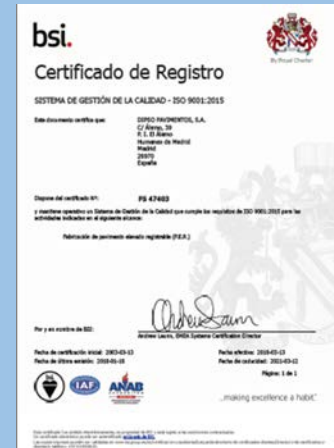 bsi.
By Royal Charter
Certificado de Registro
SISTEMA DE GESTIÓN DE LA CALIDAD - ISO 9001:2015
Este documento certifica que:
DIPSO PAVIMENTOS, S.A.
C/ Álamo, 39
P. I. El Álamo
Humanes de Madrid
Madrid
28970
España
Dispone del certificado Nº:
FS 47403
y mantiene operativo un Sistema de Gestión de la Calidad que cumple los requisitos de ISO 9001:2015 para las
actividades indicadas en el siguiente alcance:
Fabricación de pavimento elevado registrable (P.E.R.)
Por y en nombre de BSI:
Andrew Launn, EMEA Systems Certification Director
Fecha de certificación inicial: 2003-03-13
Fecha efectiva: 2018-03-13
Fecha de última emisión: 2018-01-18
Fecha de caducidad: 2021-03-12
Página: 1 de 1
IAF
ANAB
...making excellence a habit.